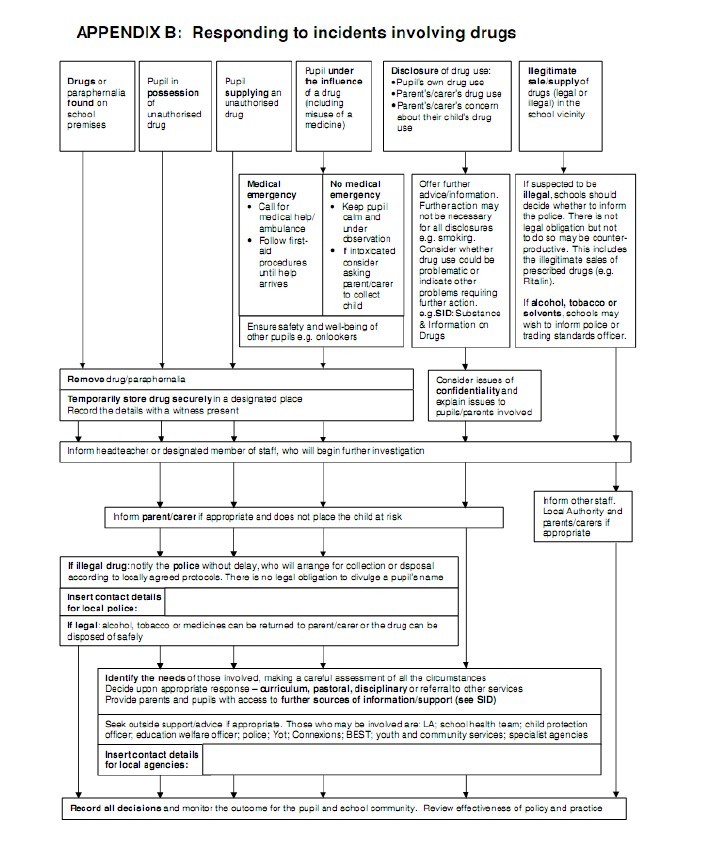 APPENDIX B: Responding to incidents involving drugs
Drugs or
paraphernalia
found on
school
premises
Pupil in
possession
of
unauthorised
drug
Pupil
supplying an
unauthorised
drug
Pupil under
the influence
of a drug
(including
misuse of a
medicine)
Disclosure of drug use:
•Pupil's own drug use
•Parent's/carer's drug use
•Parent's/carer's concern
about their child's drug
use
Illegitimate
sale/supply of
drugs (legal or
illegal) in the
school vicinity
Medical
emergency
• Call for
medical help/
ambulance
• Follow first-
aid
procedures
until help
arrives
No medical
emergency
• Keep pupil
calm and
under
observation
• If intoxicated
consider
asking
parent/carer
to collect
child
Ensure safety and well-being of
other pupils e.g. onlookers
Offer further
advice/information.
Further action may
not be necessary
for all disclosures
e.g. smoking.
Consider whether
drug use could be
problematic or
indicate other
problems requiring
further action.
e.g.SID: Substance
& Information on
Drugs
If suspected to be
illegal, schools should
decide whether to inform
the police. There is not
legal obligation but not
to do so may be counter-
productive. This includes
the illegitimate sales of
prescribed drugs (e.g.
Ritalin).
If alcohol, tobacco or
solvents, schools may
wish to inform police or
trading standards officer.
Remove drug/paraphernalia
Temporarily store drug securely in a designated place
Record the details with a witness present
Consider issues of
confidentiality and
explain issues to
pupils/parents involved
Inform headteacher or designated member of staff, who will begin further investigation
Inform other staff.
Local Authority and
parents/carers if
appropriate
Inform parent/carer if appropriate and does not place the child at risk
If illegal drug: notify the police without delay, who will arrange for collection or disposal
according to locally agreed protocols. There is no legal obligation to divulge a pupil's name
Insert contact details
for local police:
If legal: alcohol, tobacco or medicines can be returned to parent/carer or the drug can be
disposed of safely
Identify the needs of those involved, making a careful assessment of all the circumstances
Decide upon appropriate response – curriculum, pastoral, disciplinary or referral to other services
Provide parents and pupils with access to further sources of information/support (see SID)
Seek outside support/advice if appropriate. Those who may be involved are: LA; school health team; child protection
officer; education welfare officer; police; Yot; Connexions; BEST; youth and community services; specialist agencies
Insert contact details
for local agencies:
Record all decisions and monitor the outcome for the pupil and school community. Review effectiveness of policy and practice